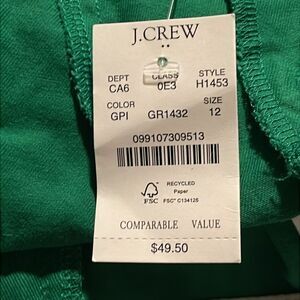 J.CREW
DEPT CLASS STYLE
CA6 0E3 H1453
COLOR SIZE
GPI GR1432 12
099107309513
RECYCLED
Paper
FSC FSC® C134125
COMPARABLE VALUE
$49.50